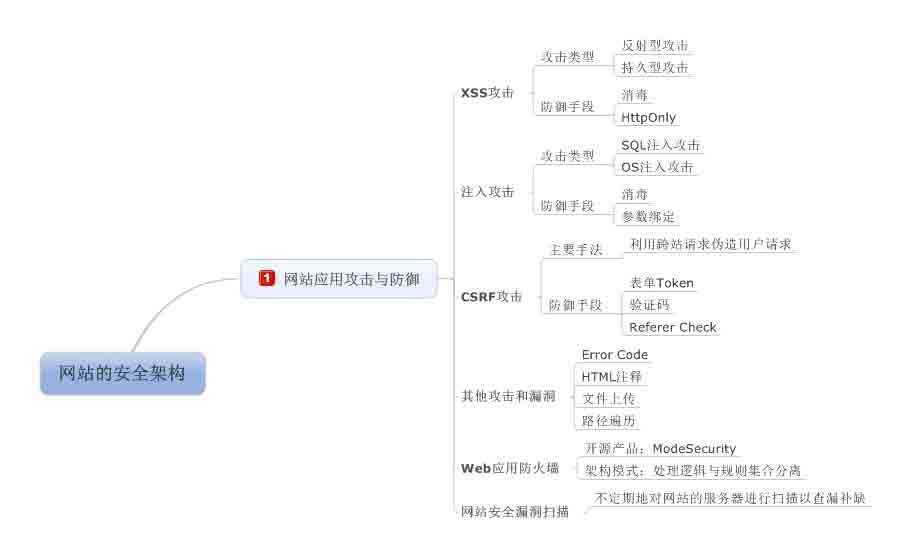 网站的安全架构
1 网站应用攻击与防御
XSS攻击
攻击类型
反射型攻击
持久型攻击
防御手段
消毒
HttpOnly
注入攻击
攻击类型
SQL注入攻击
OS注入攻击
防御手段
消毒
参数绑定
CSRF攻击
主要手法
利用跨站请求伪造用户请求
防御手段
表单Token
验证码
Referer Check
其他攻击和漏洞
Error Code
HTML注释
文件上传
路径遍历
Web应用防火墙
开源产品：ModeSecurity
架构模式：处理逻辑与规则集合分离
网站安全漏洞扫描
不定期地对网站的服务器进行扫描以查漏补缺